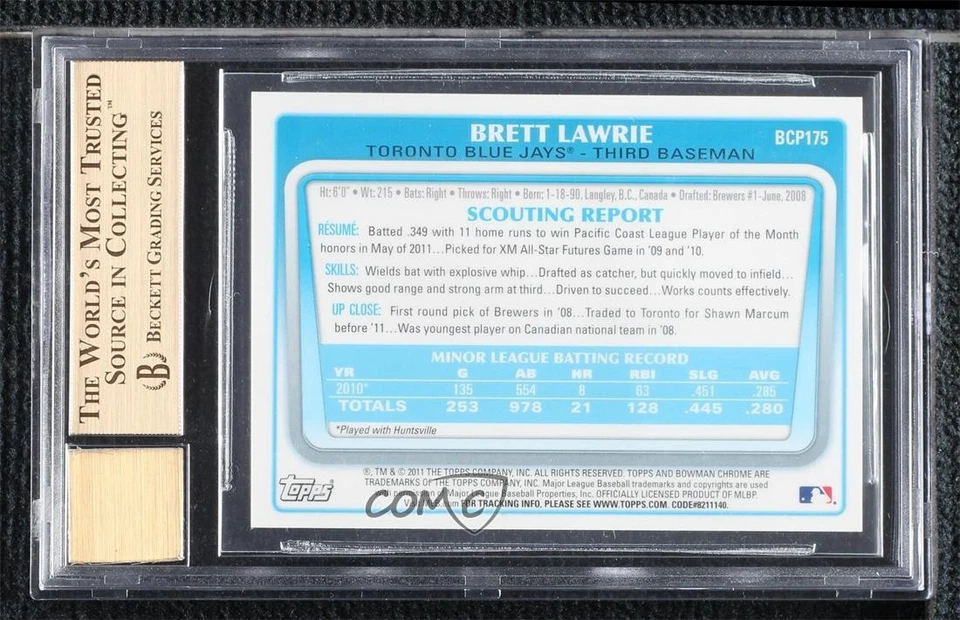 THE WORLD'S MOST TRUSTED
SOURCE IN COLLECTING™
BECKETT GRADING SERVICES
B
BRETT LAWRIE
BCP175
TORONTO BLUE JAYS® - THIRD BASEMAN
Ht: 6'0" • Wt: 215 • Bats: Right • Throws: Right • Born: 1-18-90, Langley, B.C., Canada • Drafted: Brewers #1-June, 2008
SCOUTING REPORT
RÉSUMÉ: Batted .349 with 11 home runs to win Pacific Coast League Player of the Month
honors in May of 2011...Picked for XM All-Star Futures Game in '09 and '10.
SKILLS: Wields bat with explosive whip...Drafted as catcher, but quickly moved to infield...
Shows good range and strong arm at third...Driven to succeed...Works counts effectively.
UP CLOSE: First round pick of Brewers in '08...Traded to Toronto for Shawn Marcum
before '11...Was youngest player on Canadian national team in '08.
MINOR LEAGUE BATTING RECORD
YR G AB HR RBI SLG AVG
2010* 135 554 8 63 .451 .285
TOTALS 253 978 21 128 .445 .280
*Played with Huntsville
®, TM & © 2011 THE TOPPS COMPANY, INC. ALL RIGHTS RESERVED. TOPPS AND BOWMAN CHROME ARE
TRADEMARKS OF THE TOPPS COMPANY, INC. Major League Baseball trademarks and copyrights are used
of Major League Baseball Properties, Inc. OFFICIALLY LICENSED PRODUCT OF MLBP.
.com FOR TRACKING INFO, PLEASE SEE WWW.TOPPS.COM. CODE#8211140.
Topps
COMC